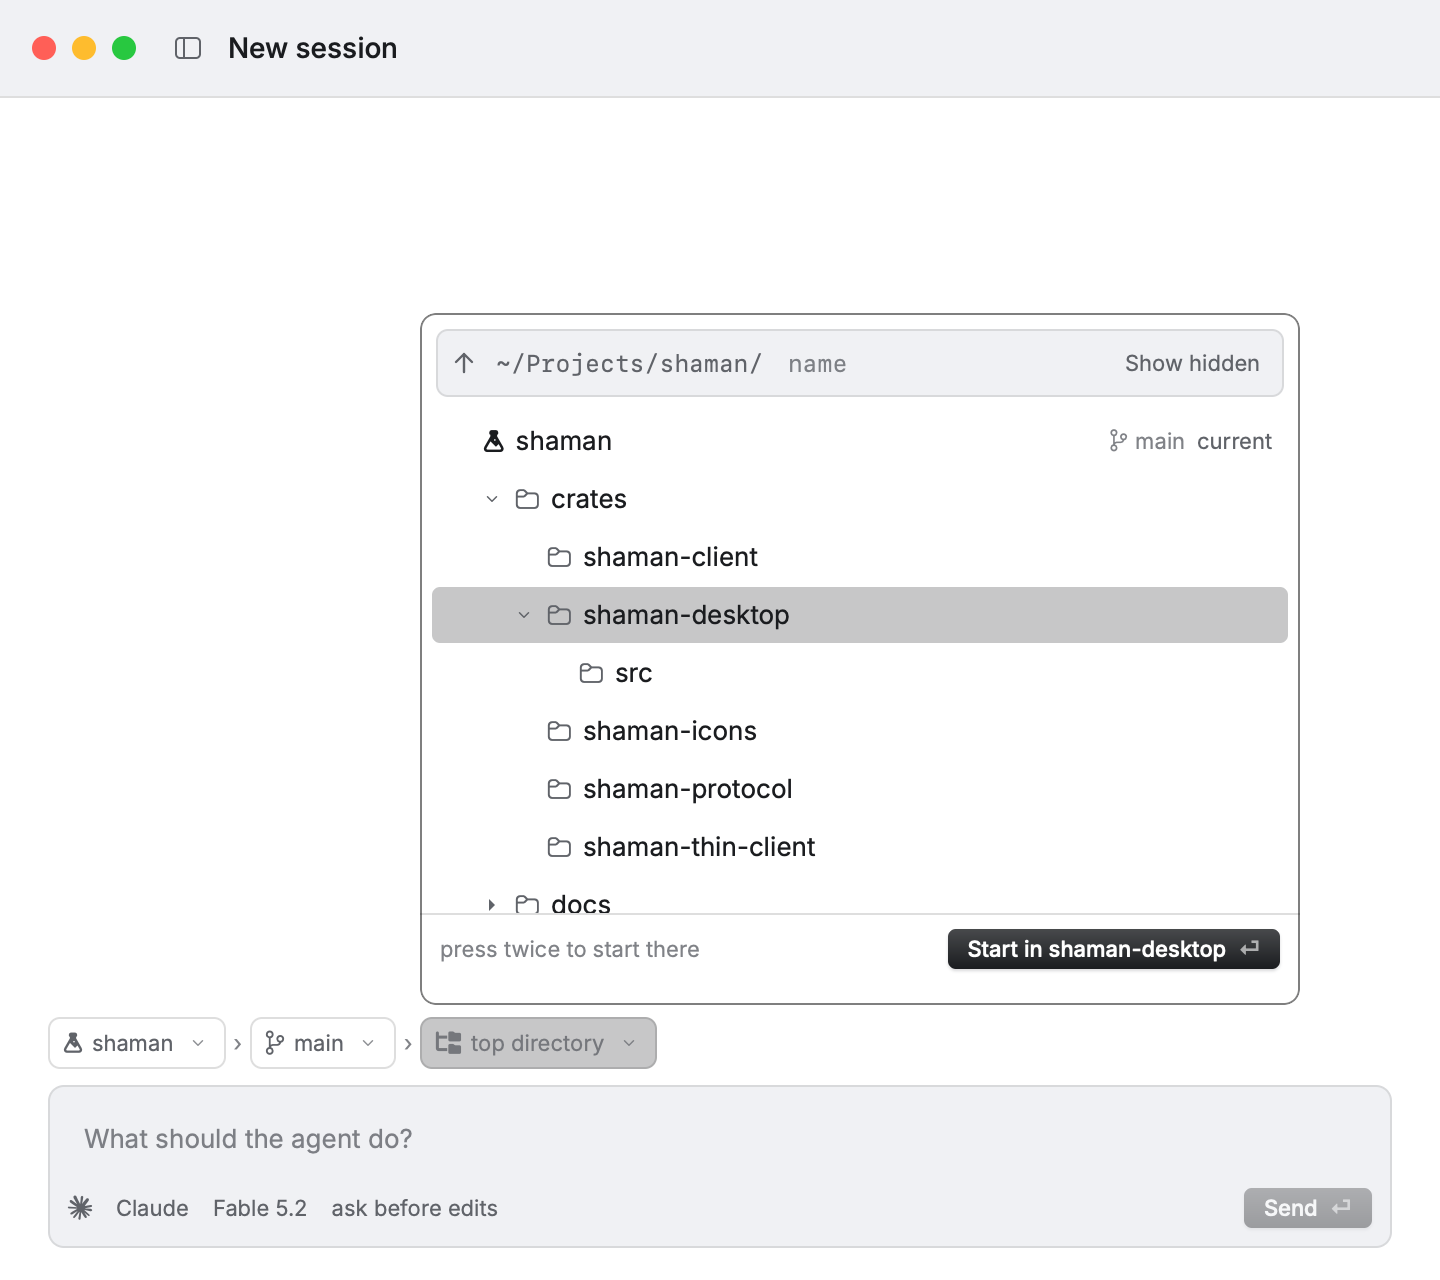 New session
~/Projects/shaman/ name Show hidden
shaman main current
crates
shaman-client
shaman-desktop
src
shaman-icons
shaman-protocol
shaman-thin-client
docs
press twice to start there Start in shaman-desktop
shaman › main › top directory
What should the agent do?
Claude Fable 5.2 ask before edits Send